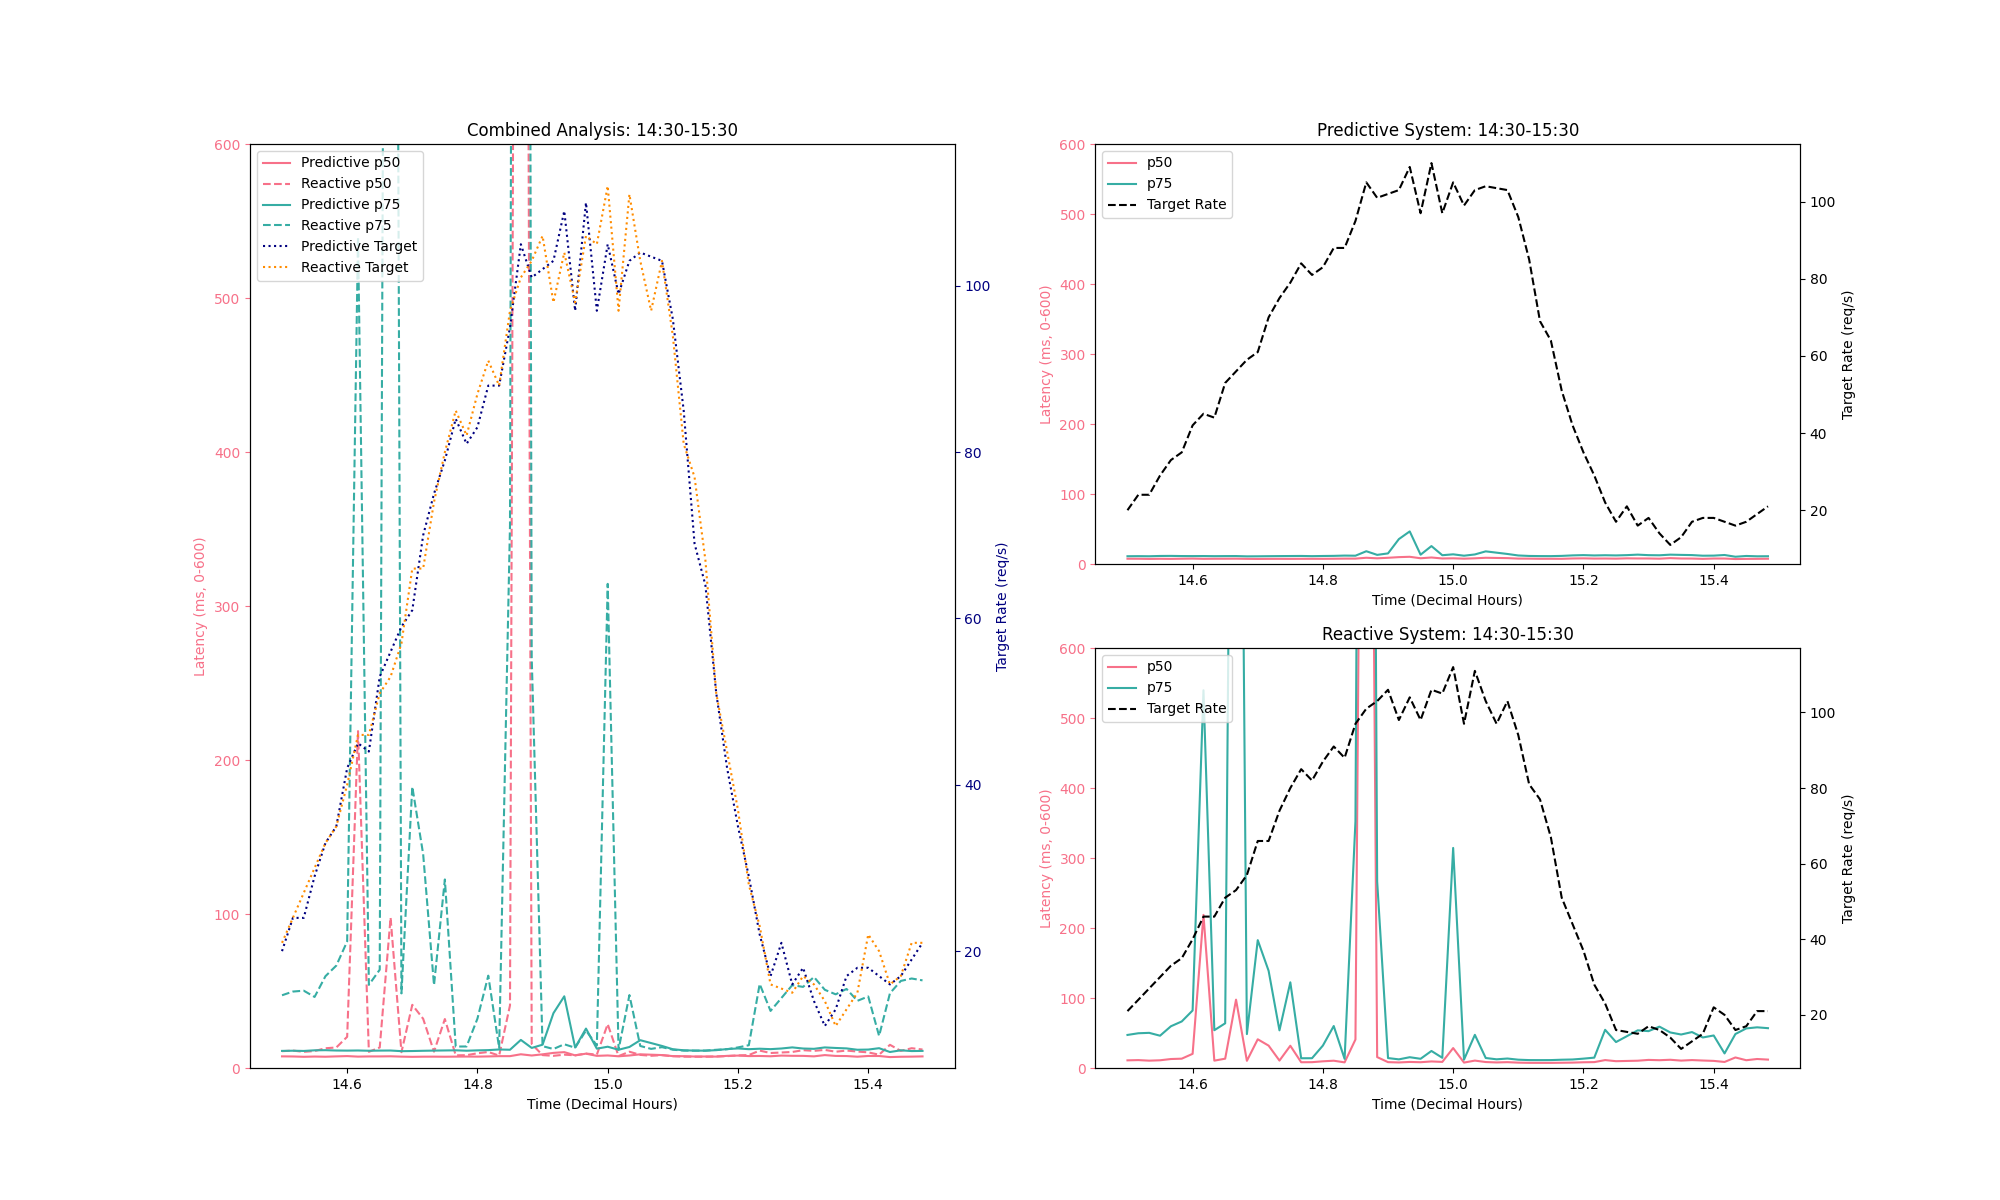 Combined Analysis: 14:30-15:30
600
500
400
300
200
100
0
Latency (ms, 0-600)
Predictive p50
Reactive p50
Predictive p75
Reactive p75
Predictive Target
Reactive Target
100
80
60
40
20
Target Rate (req/s)
14.6 14.8 15.0 15.2 15.4
Time (Decimal Hours)
Predictive System: 14:30-15:30
600
500
400
300
200
100
0
Latency (ms, 0-600)
p50
p75
Target Rate
100
80
60
40
20
Target Rate (req/s)
14.6 14.8 15.0 15.2 15.4
Time (Decimal Hours)
Reactive System: 14:30-15:30
600
500
400
300
200
100
0
Latency (ms, 0-600)
p50
p75
Target Rate
100
80
60
40
20
Target Rate (req/s)
14.6 14.8 15.0 15.2 15.4
Time (Decimal Hours)